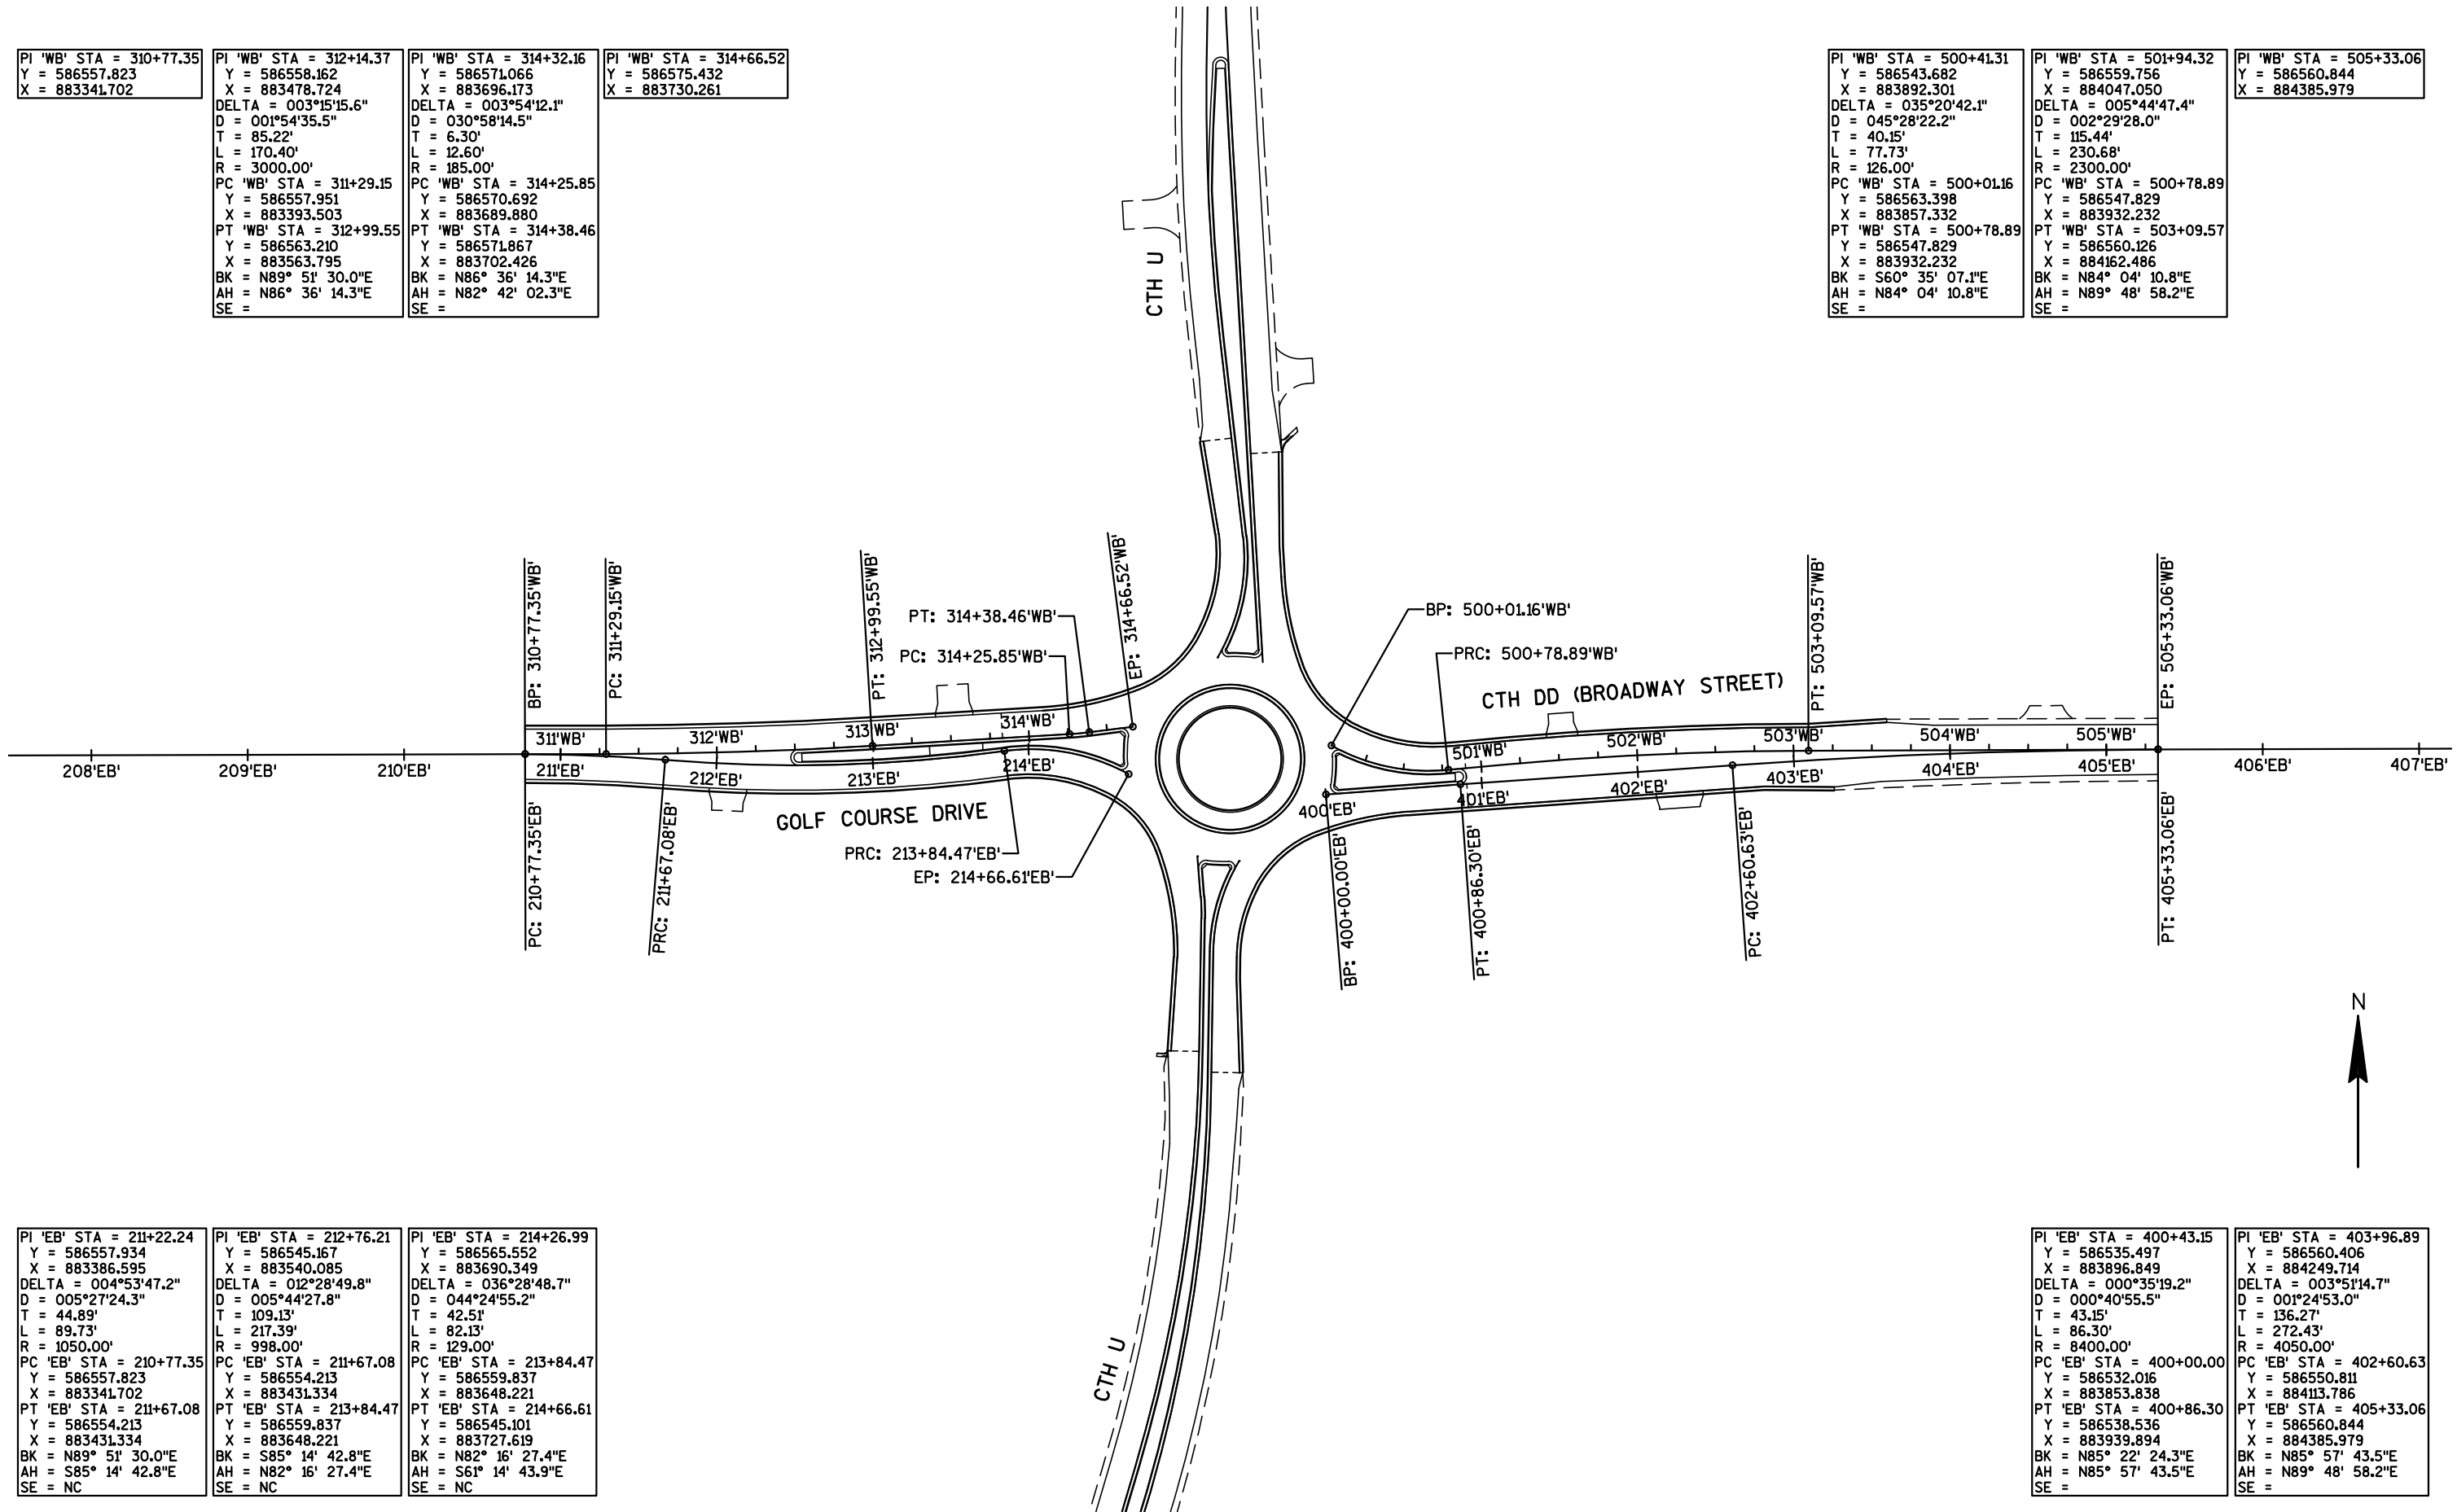 PI 'WB' STA = 310+77.35
Y = 586557.823
X = 883341.702
PI 'WB' STA = 312+14.37
Y = 586558.162
X = 883478.724
DELTA = 003°15'15.6"
D = 001°54'35.5"
T = 85.22'
L = 170.40'
R = 3000.00'
PC 'WB' STA = 311+29.15
Y = 586557.951
X = 883393.503
PT 'WB' STA = 312+99.55
Y = 586563.210
X = 883563.795
BK = N89° 51' 30.0"E
AH = N86° 36' 14.3"E
SE =
PI 'WB' STA = 314+32.16
Y = 586571.066
X = 883696.173
DELTA = 003°54'12.1"
D = 030°58'14.5"
T = 6.30'
L = 12.60'
R = 185.00'
PC 'WB' STA = 314+25.85
Y = 586570.692
X = 883689.880
PT 'WB' STA = 314+38.46
Y = 586571.867
X = 883702.426
BK = N86° 36' 14.3"E
AH = N82° 42' 02.3"E
SE =
PI 'WB' STA = 314+66.52
Y = 586575.432
X = 883730.261
PI 'WB' STA = 500+41.31
Y = 586543.682
X = 883892.301
DELTA = 035°20'42.1"
D = 045°28'22.2"
T = 40.15'
L = 77.73'
R = 126.00'
PC 'WB' STA = 500+01.16
Y = 586563.398
X = 883857.332
PT 'WB' STA = 500+78.89
Y = 586547.829
X = 883932.232
BK = S60° 35' 07.1"E
AH = N84° 04' 10.8"E
SE =
PI 'WB' STA = 501+94.32
Y = 586559.756
X = 884047.050
DELTA = 005°44'47.4"
D = 002°29'28.0"
T = 115.44'
L = 230.68'
R = 2300.00'
PC 'WB' STA = 500+78.89
Y = 586547.829
X = 883932.232
PT 'WB' STA = 503+09.57
Y = 586560.126
X = 884162.486
BK = N84° 04' 10.8"E
AH = N89° 48' 58.2"E
SE =
PI 'WB' STA = 505+33.06
Y = 586560.844
X = 884385.979
CTH U
BP: 310+77.35'WB'
PC: 311+29.15'WB'
PT: 312+99.55'WB'
PT: 314+38.46'WB'
PC: 314+25.85'WB'
EP: 314+66.52'WB'
BP: 500+01.16'WB'
PRC: 500+78.89'WB'
CTH DD (BROADWAY STREET)
PT: 503+09.57'WB'
EP: 505+33.06'WB'
311'WB'
312'WB'
313'WB'
314'WB'
501'WB'
502'WB'
503'WB'
504'WB'
505'WB'
208'EB'
209'EB'
210'EB'
211'EB'
212'EB'
213'EB'
214'EB'
400'EB'
401'EB'
402'EB'
403'EB'
404'EB'
405'EB'
406'EB'
407'EB'
GOLF COURSE DRIVE
PC: 210+77.35'EB'
PRC: 211+67.08'EB'
PRC: 213+84.47'EB'
EP: 214+66.61'EB'
BP: 400+00.00'EB'
PT: 400+86.30'EB'
PC: 402+60.63'EB'
PT: 405+33.06'EB'
N
CTH U
PI 'EB' STA = 211+22.24
Y = 586557.934
X = 883386.595
DELTA = 004°53'47.2"
D = 005°27'24.3"
T = 44.89'
L = 89.73'
R = 1050.00'
PC 'EB' STA = 210+77.35
Y = 586557.823
X = 883341.702
PT 'EB' STA = 211+67.08
Y = 586554.213
X = 883431.334
BK = N89° 51' 30.0"E
AH = S85° 14' 42.8"E
SE = NC
PI 'EB' STA = 212+76.21
Y = 586545.167
X = 883540.085
DELTA = 012°28'49.8"
D = 005°44'27.8"
T = 109.13'
L = 217.39'
R = 998.00'
PC 'EB' STA = 211+67.08
Y = 586554.213
X = 883431.334
PT 'EB' STA = 213+84.47
Y = 586559.837
X = 883648.221
BK = S85° 14' 42.8"E
AH = N82° 16' 27.4"E
SE = NC
PI 'EB' STA = 214+26.99
Y = 586565.552
X = 883690.349
DELTA = 036°28'48.7"
D = 044°24'55.2"
T = 42.51'
L = 82.13'
R = 129.00'
PC 'EB' STA = 213+84.47
Y = 586559.837
X = 883648.221
PT 'EB' STA = 214+66.61
Y = 586545.101
X = 883727.619
BK = N82° 16' 27.4"E
AH = S61° 14' 43.9"E
SE = NC
PI 'EB' STA = 400+43.15
Y = 586535.497
X = 883896.849
DELTA = 000°35'19.2"
D = 000°40'55.5"
T = 43.15'
L = 86.30'
R = 8400.00'
PC 'EB' STA = 400+00.00
Y = 586532.016
X = 883853.838
PT 'EB' STA = 400+86.30
Y = 586538.536
X = 883939.894
BK = N85° 22' 24.3"E
AH = N85° 57' 43.5"E
SE =
PI 'EB' STA = 403+96.89
Y = 586560.406
X = 884249.714
DELTA = 003°51'14.7"
D = 001°24'53.0"
T = 136.27'
L = 272.43'
R = 4050.00'
PC 'EB' STA = 402+60.63
Y = 586550.811
X = 884113.786
PT 'EB' STA = 405+33.06
Y = 586560.844
X = 884385.979
BK = N85° 57' 43.5"E
AH = N89° 48' 58.2"E
SE =